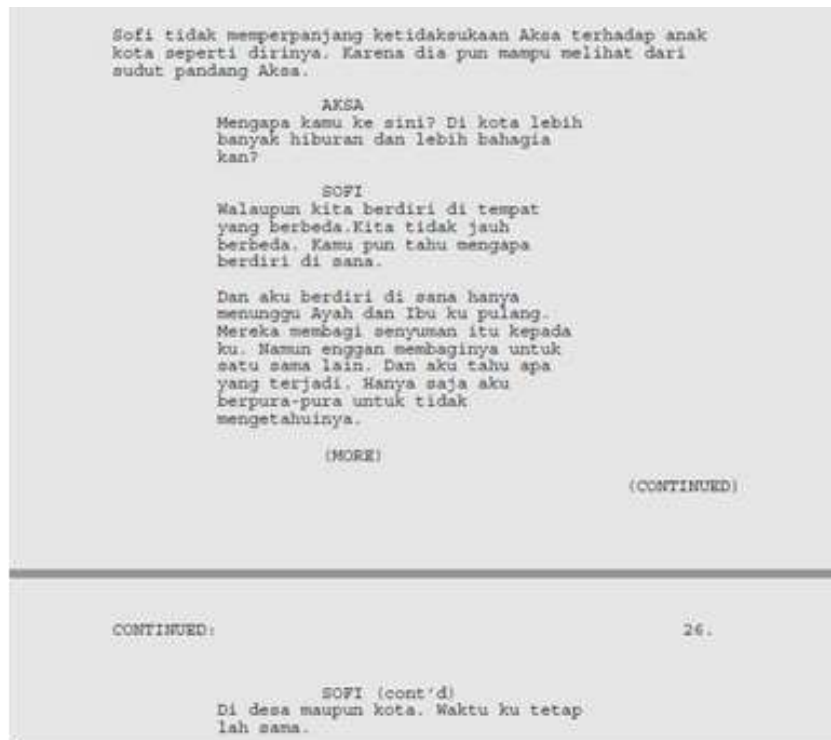 Sofi tidak memperpanjang ketidaksukaan Aksa terhadap anak
kota seperti dirinya. Karena dia pun mampu melihat dari
sudut pandang Aksa.
AKSA
Mengapa kamu ke sini? Di kota lebih
banyak hiburan dan lebih bahagia
kan?
SOFI
Walaupun kita berdiri di tempat
yang berbeda.Kita tidak jauh
berbeda. Kamu pun tahu mengapa
berdiri di sana.
Dan aku berdiri di sana hanya
menunggu Ayah dan Ibu ku pulang.
Mereka membagi senyuman itu kepada
ku. Namun enggan membaginya untuk
satu sama lain. Dan aku tahu apa
yang terjadi. Hanya saja aku
berpura-pura untuk tidak
mengetahuinya.
(MORE)
(CONTINUED)
CONTINUED: 26.
SOFI (cont'd)
Di desa maupun kota. Waktu ku tetap
lah sama.